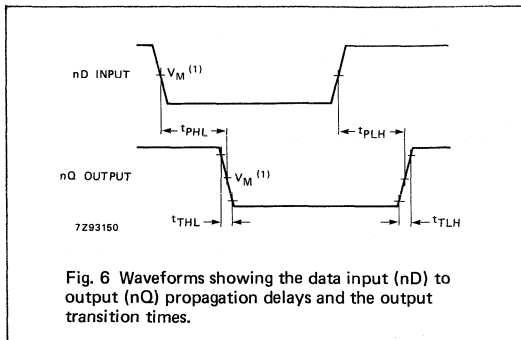 nD INPUT
V_M (1)
t_PHL
t_PLH
nQ OUTPUT
V_M (1)
7Z93150
t_THL
t_TLH
Fig. 6 Waveforms showing the data input (nD) to
output (nQ) propagation delays and the output
transition times.